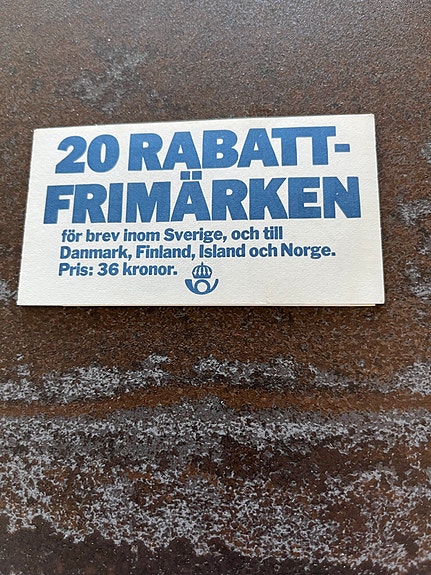 20 RABATT-
FRIMÄRKEN
för brev inom Sverige, och till
Danmark, Finland, Island och Norge.
Pris: 36 kronor.